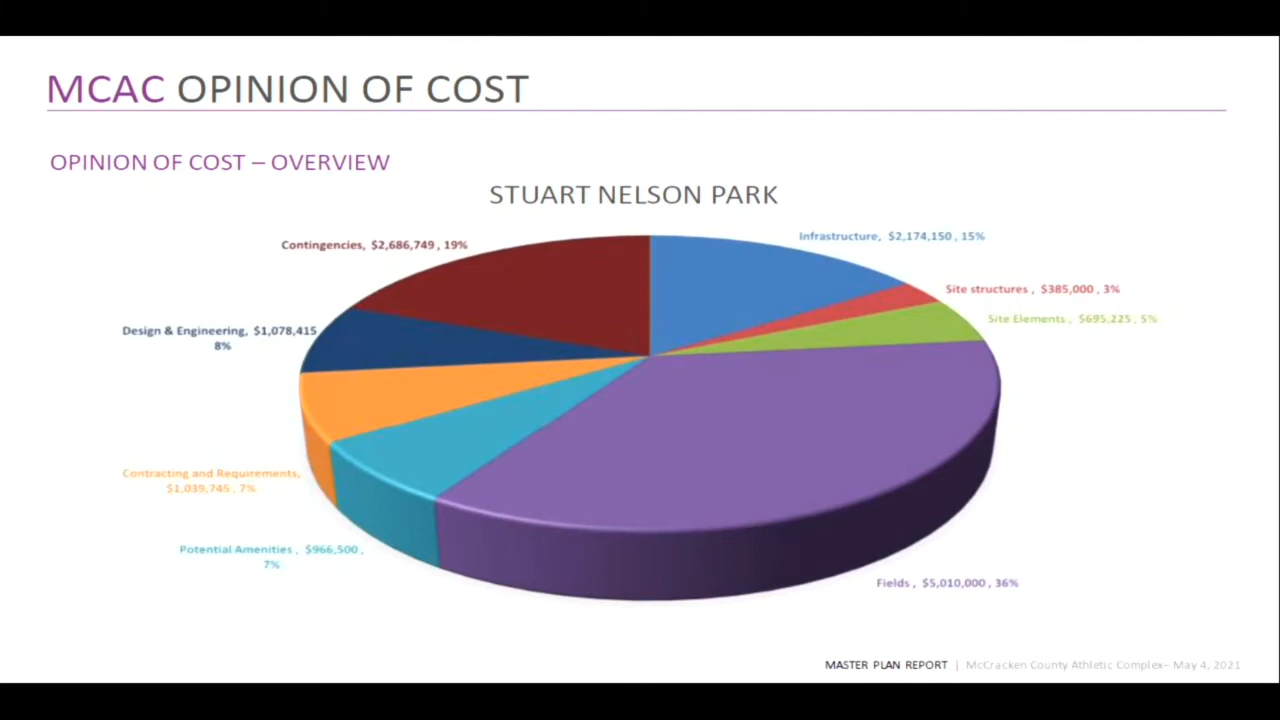 MCAC OPINION OF COST
OPINION OF COST – OVERVIEW
STUART NELSON PARK
Contingencies, $2,686,749 , 19%
Infrastructure, $2,174,150 , 15%
Site structures , $385,000 , 3%
Site Elements , $695,225 , 5%
Design & Engineering, $1,078,415
8%
Contracting and Requirements,
$1,039,745 , 7%
Potential Amenities , $966,500 ,
7%
Fields , $5,010,000 , 36%
MASTER PLAN REPORT | McCracken County Athletic Complex– May 4, 2021